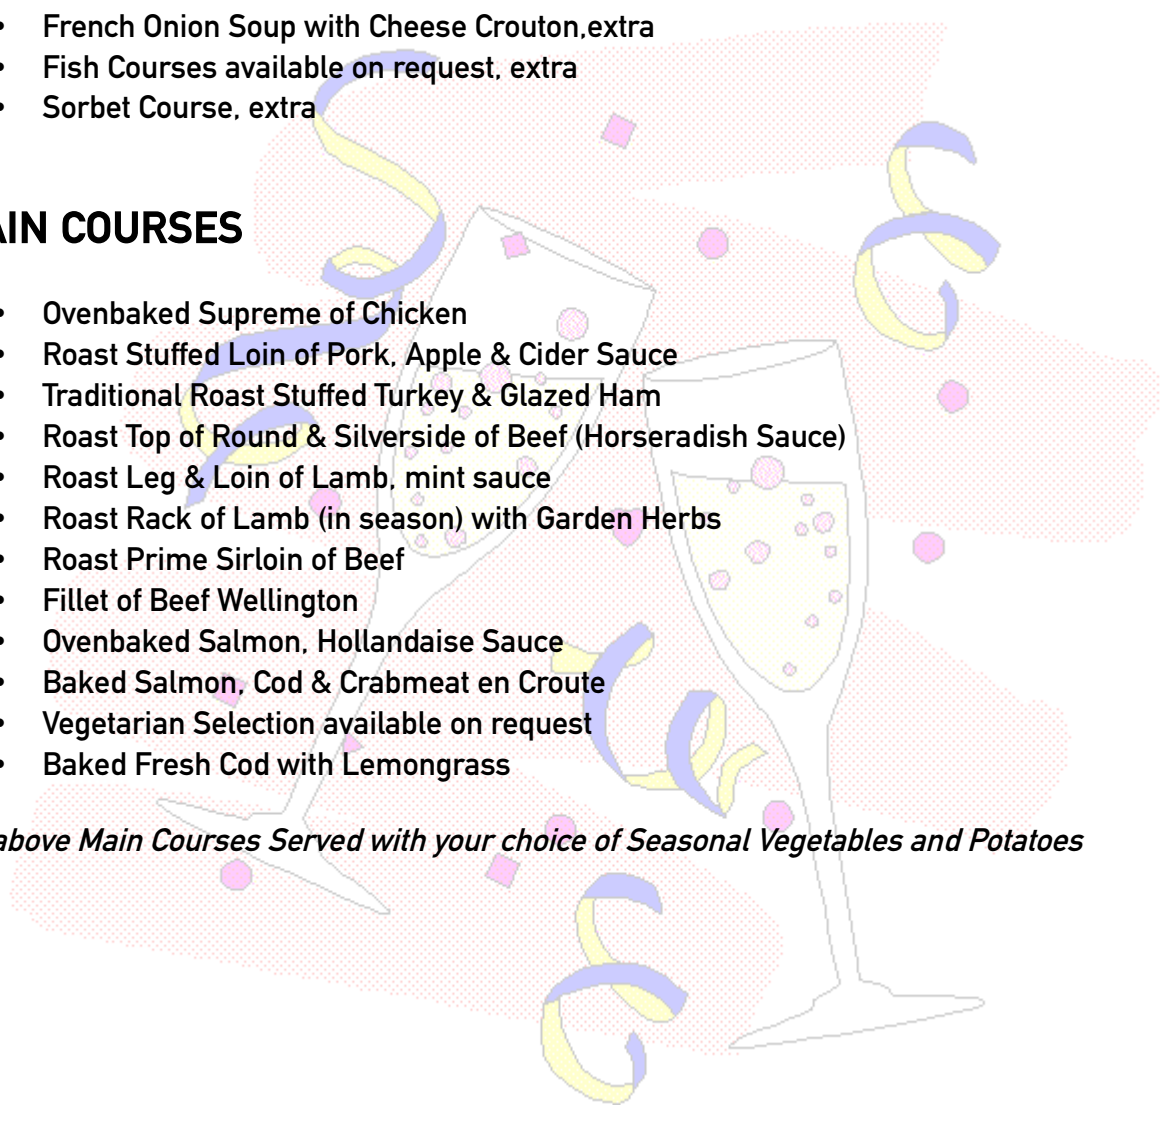 • French Onion Soup with Cheese Crouton,extra
• Fish Courses available on request, extra
• Sorbet Course, extra
AIN COURSES
• Ovenbaked Supreme of Chicken
• Roast Stuffed Loin of Pork, Apple & Cider Sauce
• Traditional Roast Stuffed Turkey & Glazed Ham
• Roast Top of Round & Silverside of Beef (Horseradish Sauce)
• Roast Leg & Loin of Lamb, mint sauce
• Roast Rack of Lamb (in season) with Garden Herbs
• Roast Prime Sirloin of Beef
• Fillet of Beef Wellington
• Ovenbaked Salmon, Hollandaise Sauce
• Baked Salmon, Cod & Crabmeat en Croute
• Vegetarian Selection available on request
• Baked Fresh Cod with Lemongrass
above Main Courses Served with your choice of Seasonal Vegetables and Potatoes